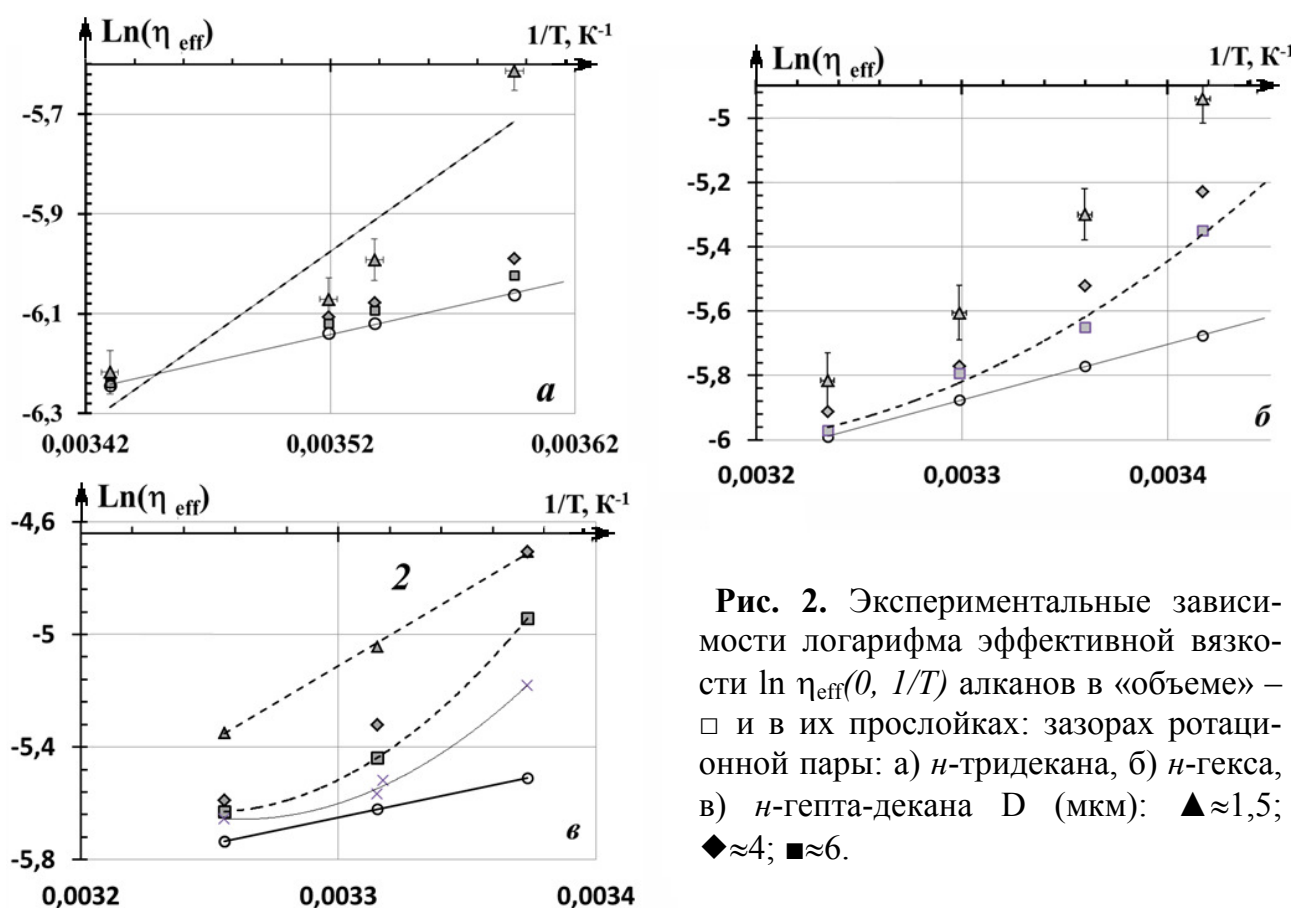 Ln(η eff)
1/T, K⁻¹
-5,7
-5,9
-6,1
-6,3
а
0,00342
0,00352
0,00362
Ln(η eff)
1/T, K⁻¹
-5
-5,2
-5,4
-5,6
-5,8
-6
б
0,0032
0,0033
0,0034
Ln(η eff)
1/T, K⁻¹
-4,6
2
-5
-5,4
-5,8
в
0,0032
0,0033
0,0034
Рис. 2. Экспериментальные зависи-
мости логарифма эффективной вязко-
сти ln ηeff(0, 1/T) алканов в «объеме» –
□ и в их прослойках: зазорах ротаци-
онной пары: а) н-тридекана, б) н-гекса,
в) н-гепта-декана D (мкм): ▲≈1,5;
◆≈4; ■≈6.